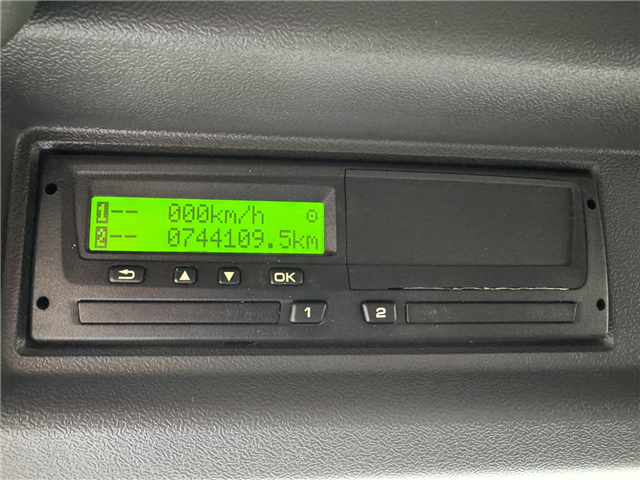 1-- 000km/h ⊙
2-- 0744109.5km
▲ ▼ OK
1 2